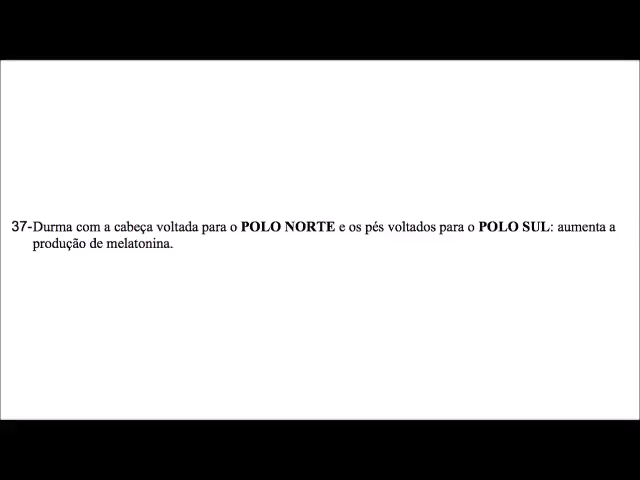 37-Durma com a cabeça voltada para o POLO NORTE e os pés voltados para o POLO SUL: aumenta a
produção de melatonina.